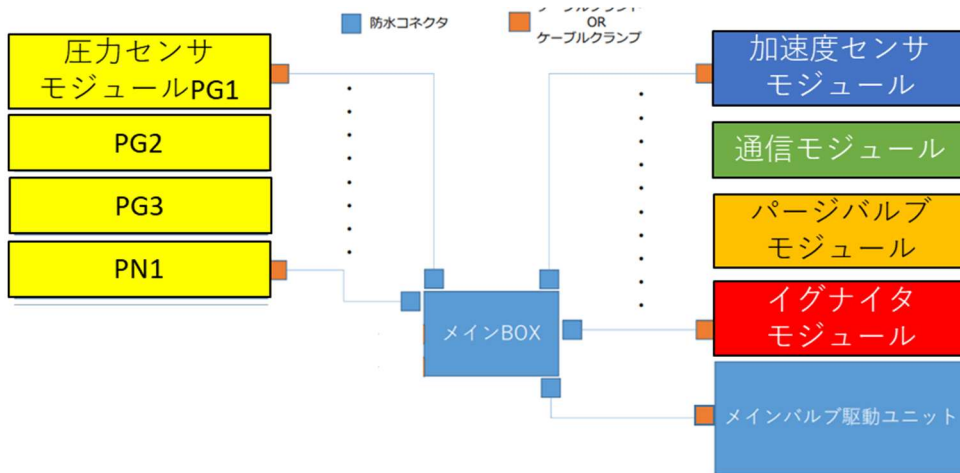 防水コネクタ
OR
ケーブルクランプ
圧力センサ
モジュールPG1
PG2
PG3
PN1
メインBOX
加速度センサ
モジュール
通信モジュール
パージバルブ
モジュール
イグナイタ
モジュール
メインバルブ駆動ユニット